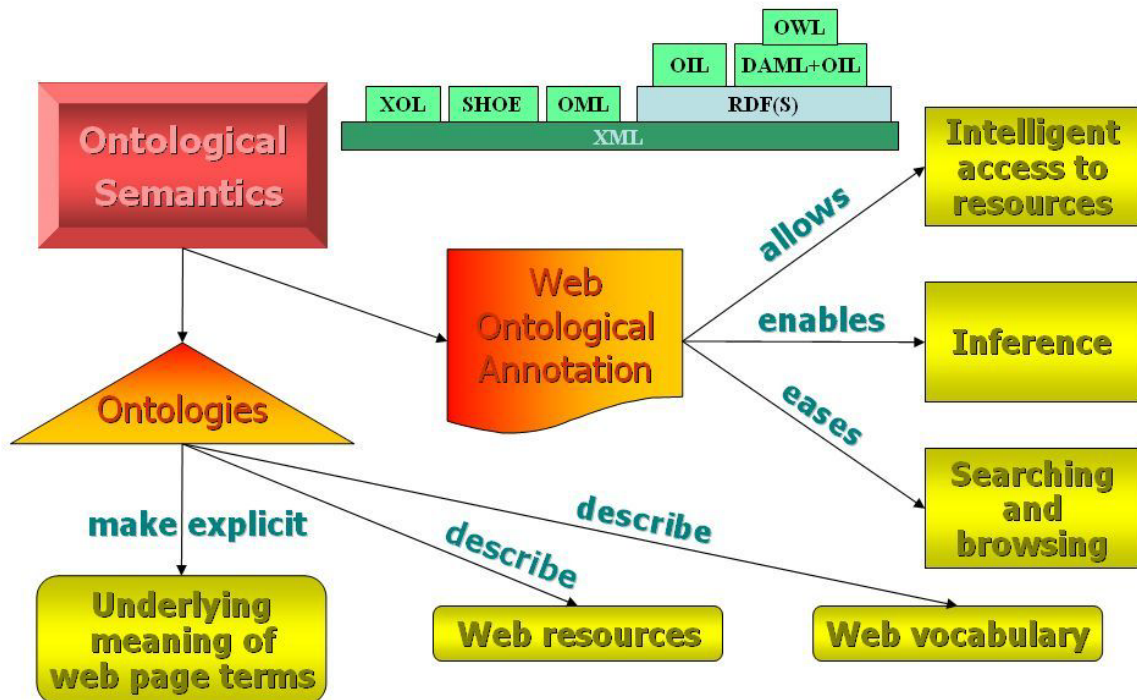 OWL
OIL
DAML+OIL
XOL
SHOE
OML
RDF(S)
XML
Ontological
Semantics
Intelligent
access to
resources
allows
Web
Ontological
Annotation
enables
Inference
eases
Ontologies
Searching
and
browsing
make explicit
describe
describe
Underlying
meaning of
web page terms
Web resources
Web vocabulary